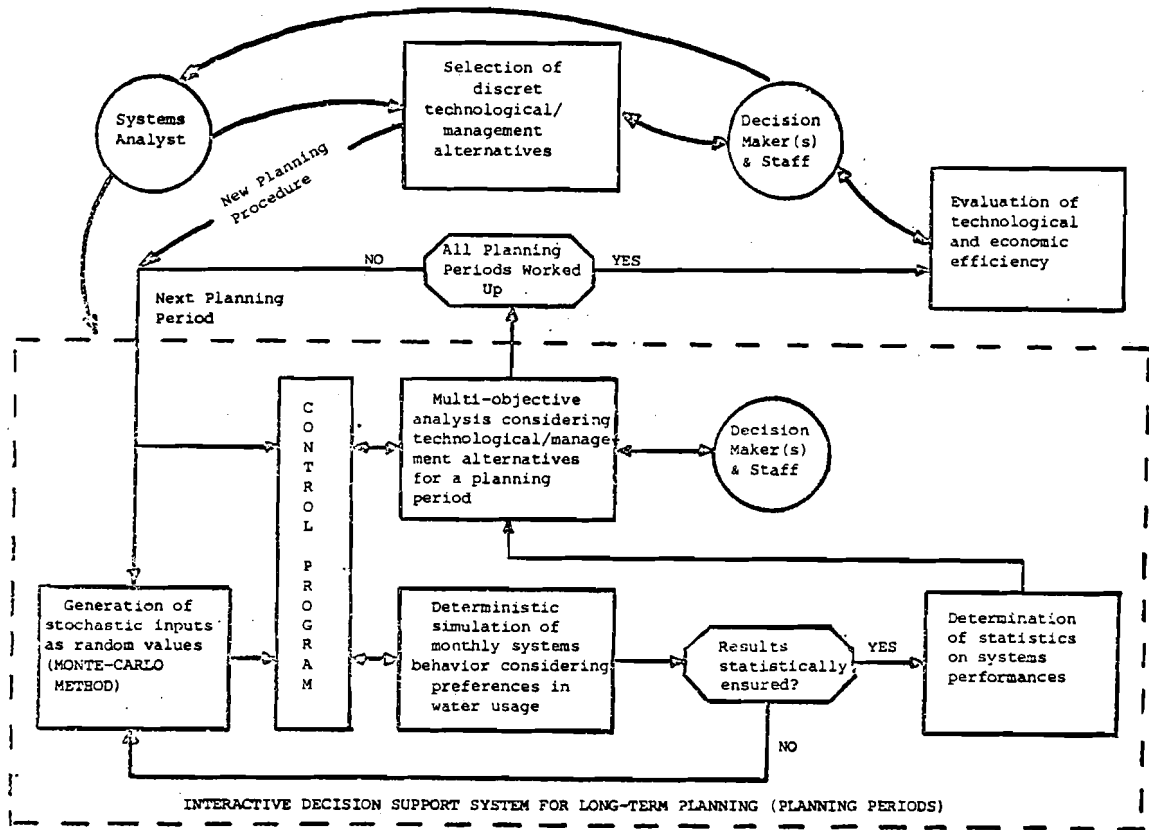 Selection of
discret
technological/
management
alternatives
Systems
Analyst
Decision
Maker(s)
& Staff
New Planning
Procedure
Evaluation of
technological
and economic
efficiency
All Planning
Periods Worked
Up
NO
YES
Next Planning
Period
CONTROL PROGRAM
Multi-objective
analysis considering
technological/manage
ment alternatives
for a planning
period
Decision
Maker(s)
& Staff
Generation of
stochastic inputs
as random values
(MONTE-CARLO
METHOD)
Deterministic
simulation of
monthly systems
behavior considering
preferences in
water usage
Results
statistically
ensured?
YES
NO
Determination
of statistics
on systems
performances
INTERACTIVE DECISION SUPPORT SYSTEM FOR LONG-TERM PLANNING (PLANNING PERIODS)